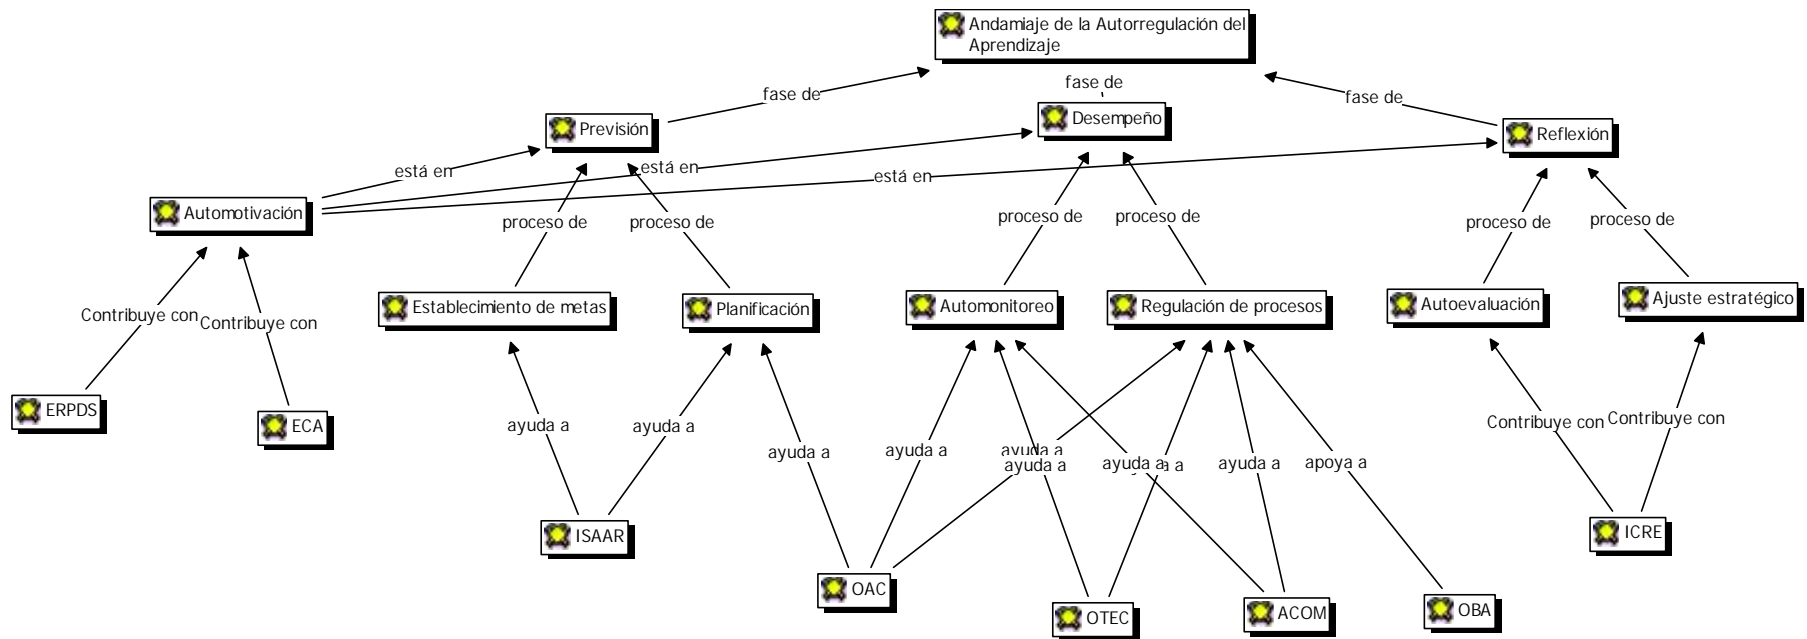 Andamiaje de la Autorregulación del
Aprendizaje
fase de
fase de
fase de
Previsión
Desempeño
Reflexión
está en
está en
está en
Automotivación
proceso de
proceso de
proceso de
proceso de
proceso de
proceso de
Establecimiento de metas
Planificación
Automonitoreo
Regulación de procesos
Autoevaluación
Ajuste estratégico
Contribuye con
Contribuye con
ERPDS
ECA
ayuda a
ayuda a
ayuda a
ayuda a
ayuda a
ayuda a
ayuda a
a a
ayuda a
apoya a
Contribuye con
Contribuye con
ISAAR
ICRE
OAC
OTEC
ACOM
OBA